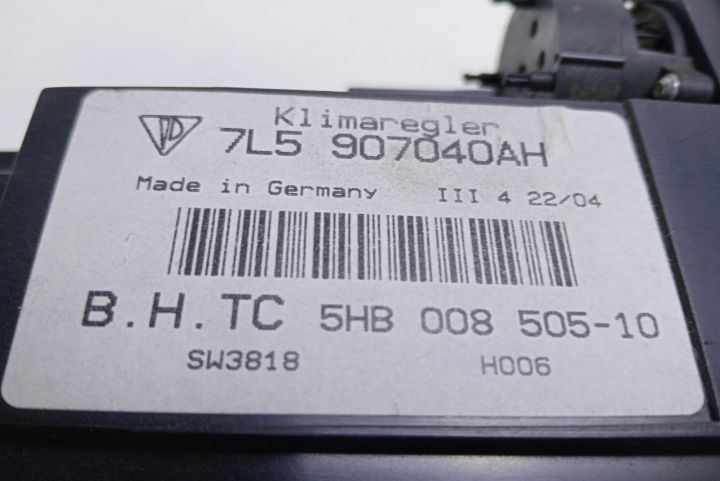 Klimaregler
7L5 907040AH
Made in Germany III 4 22/04
B.H.TC 5HB 008 505-10
SW3818 H006